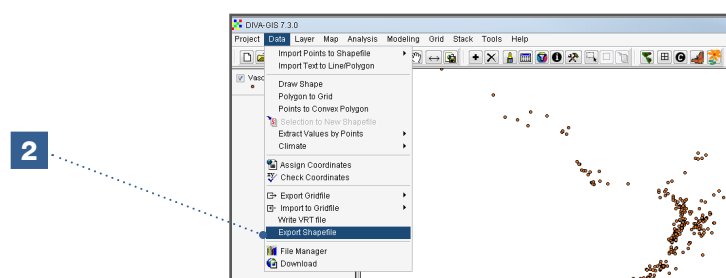 DIVA-GIS 7.3.0
Project Data Layer Map Analysis Modeling Grid Stack Tools Help
Import Points to Shapefile
Import Text to Line/Polygon
Draw Shape
Polygon to Grid
Points to Convex Polygon
Selection to New Shapefile
Extract Values by Points
Climate
Assign Coordinates
Check Coordinates
Export Gridfile
Import to Gridfile
Write VRT file
Export Shapefile
File Manager
Download
2